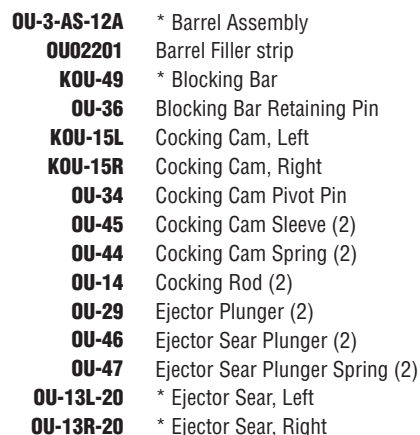 OU-3-AS-12A * Barrel Assembly
OU02201 Barrel Filler strip
KOU-49 * Blocking Bar
OU-36 Blocking Bar Retaining Pin
KOU-15L Cocking Cam, Left
KOU-15R Cocking Cam, Right
OU-34 Cocking Cam Pivot Pin
OU-45 Cocking Cam Sleeve (2)
OU-44 Cocking Cam Spring (2)
OU-14 Cocking Rod (2)
OU-29 Ejector Plunger (2)
OU-46 Ejector Sear Plunger (2)
OU-47 Ejector Sear Plunger Spring (2)
OU-13L-20 * Ejector Sear, Left
OU-13R-20 * Ejector Sear, Right